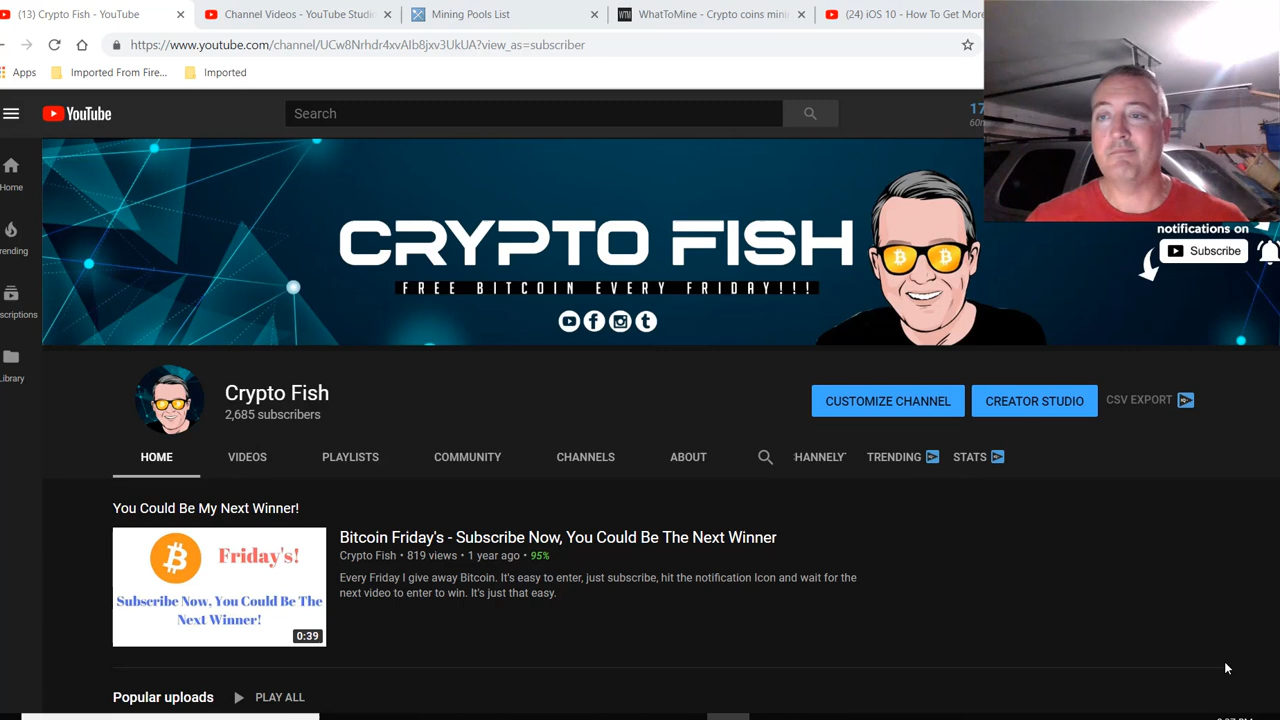 (13) Crypto Fish - YouTube
Channel Videos - YouTube Studio
Mining Pools List
WhatToMine - Crypto coins mini
(24) iOS 10 - How To Get More
https://www.youtube.com/channel/UCw8Nrhdr4xvAIb8jxv3UkUA?view_as=subscriber
Apps
Imported From Fire...
Imported
YouTube
Search
17
60
Home
rending
scriptions
Library
CRYPTO FISH
FREE BITCOIN EVERY FRIDAY!!!
notifications on
Subscribe
Crypto Fish
2,685 subscribers
CUSTOMIZE CHANNEL
CREATOR STUDIO
CSV EXPORT
HOME
VIDEOS
PLAYLISTS
COMMUNITY
CHANNELS
ABOUT
HANNELY
TRENDING
STATS
You Could Be My Next Winner!
Friday's!
Subscribe Now, You Could Be The
Next Winner!
0:39
Bitcoin Friday's - Subscribe Now, You Could Be The Next Winner
Crypto Fish • 819 views • 1 year ago • 95%
Every Friday I give away Bitcoin. It's easy to enter, just subscribe, hit the notification Icon and wait for the
next video to enter to win. It's just that easy.
Popular uploads
PLAY ALL